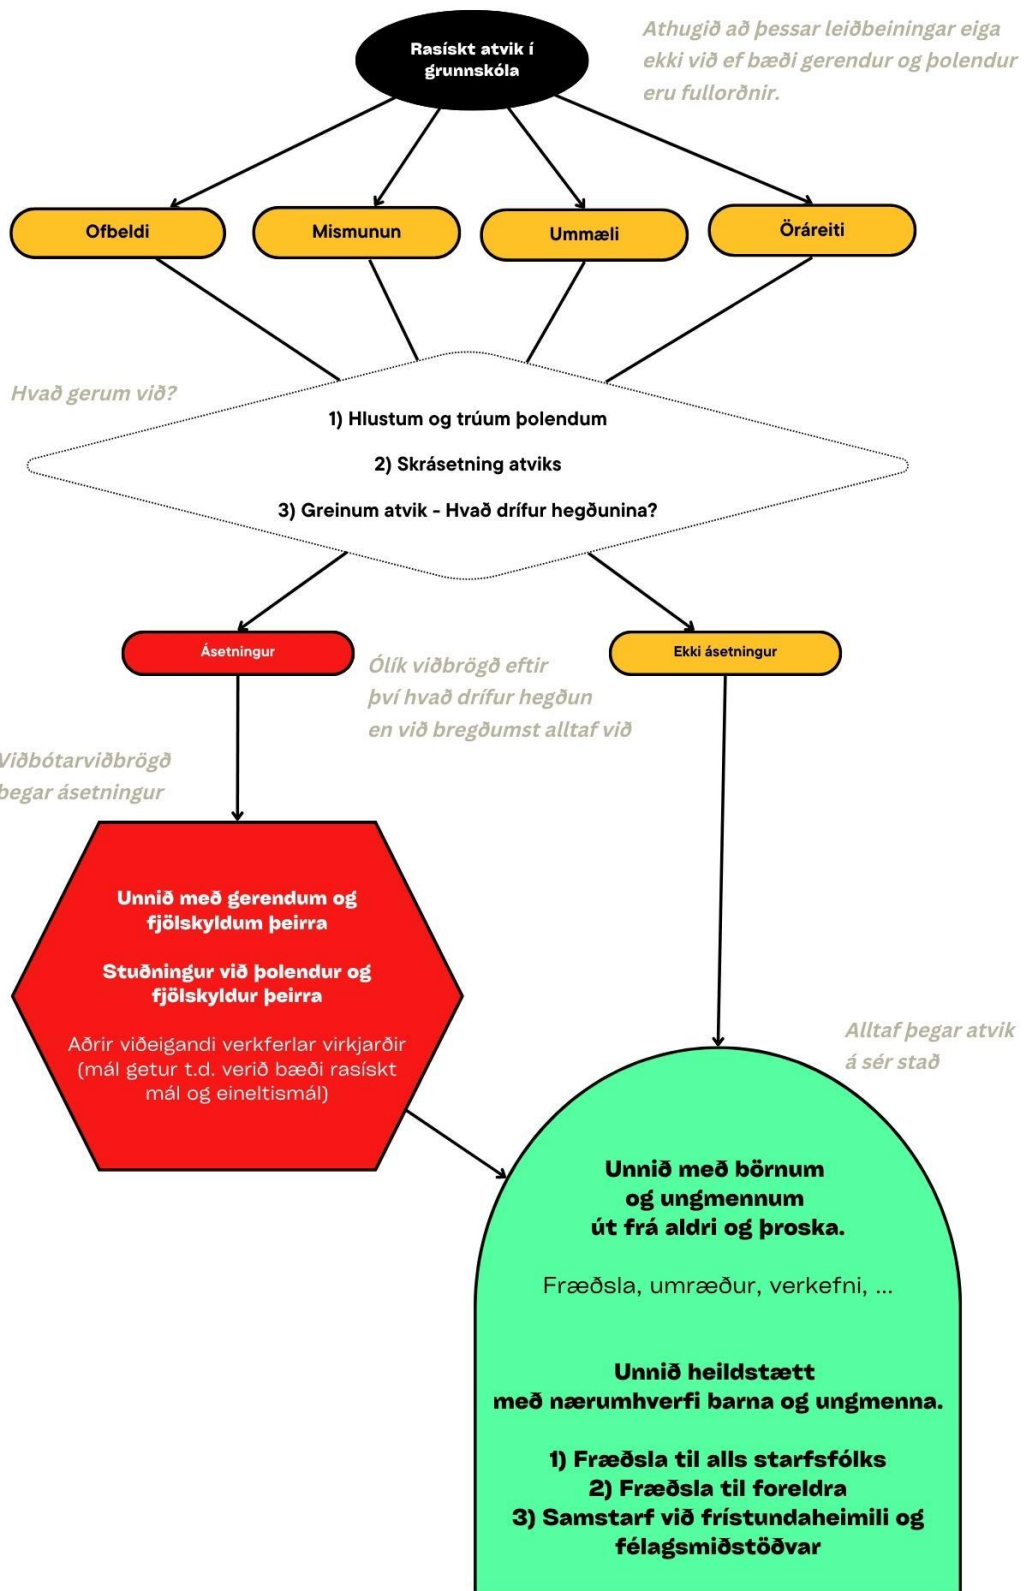 Rasískt atvik í
grunnskóla
Athugið að þessar leiðbeiningar eiga
ekki við ef bæði gerendur og þolendur
eru fullorðnir.
Ofbeldi
Mismunun
Ummæli
Öráreiti
Hvað gerum við?
1) Hlustum og trúum þolendum
2) Skrásetning atviks
3) Greinum atvik - Hvað drífur hegðunina?
Ásetningur
Ekki ásetningur
Ólík viðbrögð eftir
því hvað drífur hegðun
en við bregðumst alltaf við
Viðbótarviðbrögð
þegar ásetningur
Unnið með gerendum og
fjölskyldum þeirra
Stuðningur við þolendur og
fjölskyldur þeirra
Aðrir viðeigandi verkferlar virkjarðir
(mál getur t.d. verið bæði rasískt
mál og eineltismál)
Alltaf þegar atvik
á sér stað
Unnið með börnum
og ungmennum
út frá aldri og þroska.
Fræðsla, umræður, verkefni, ...
Unnið heildstætt
með nærumhverfi barna og ungmenna.
1) Fræðsla til alls starfsfólks
2) Fræðsla til foreldra
3) Samstarf við frístundaheimili og
félagsmiðstöðvar